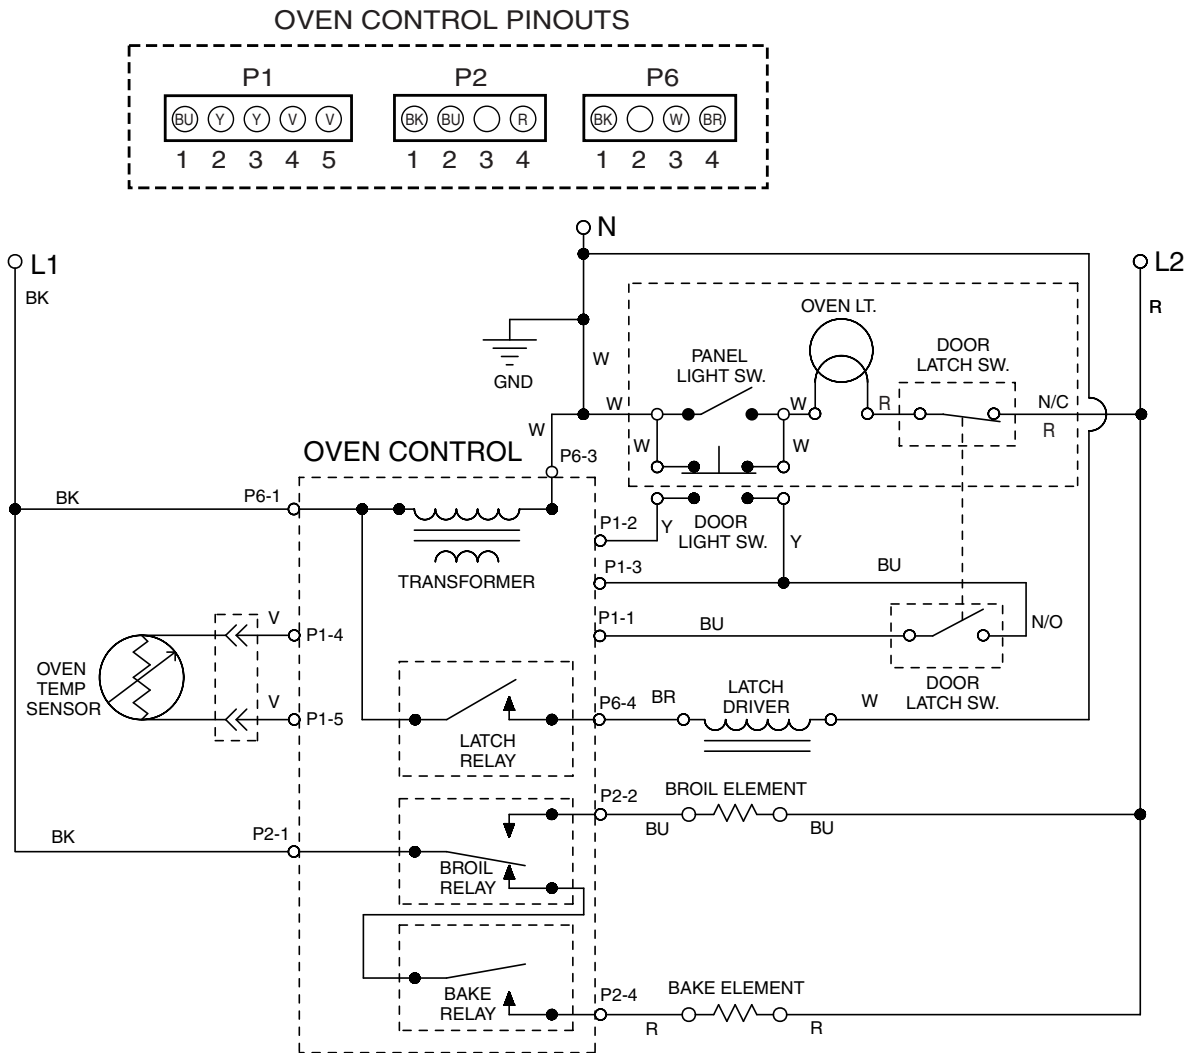 OVEN CONTROL PINOUTS
P1
P2
P6
BU Y Y V V
BK BU R
BK W BR
1 2 3 4 5
1 2 3 4
1 2 3 4
N
L1
L2
BK
R
OVEN LT.
W
PANEL
LIGHT SW.
DOOR
LATCH SW.
GND
W
W
R
N/C
R
W
W
W
OVEN CONTROL
P6-3
BK
P6-1
P1-2
Y
DOOR
LIGHT SW.
Y
TRANSFORMER
P1-3
BU
V
P1-4
P1-1
BU
N/O
OVEN
TEMP
SENSOR
V
P1-5
P6-4
BR
LATCH
DRIVER
W
DOOR
LATCH SW.
LATCH
RELAY
P2-2
BROIL ELEMENT
BU
BU
BK
P2-1
BROIL
RELAY
BAKE
RELAY
P2-4
BAKE ELEMENT
R
R